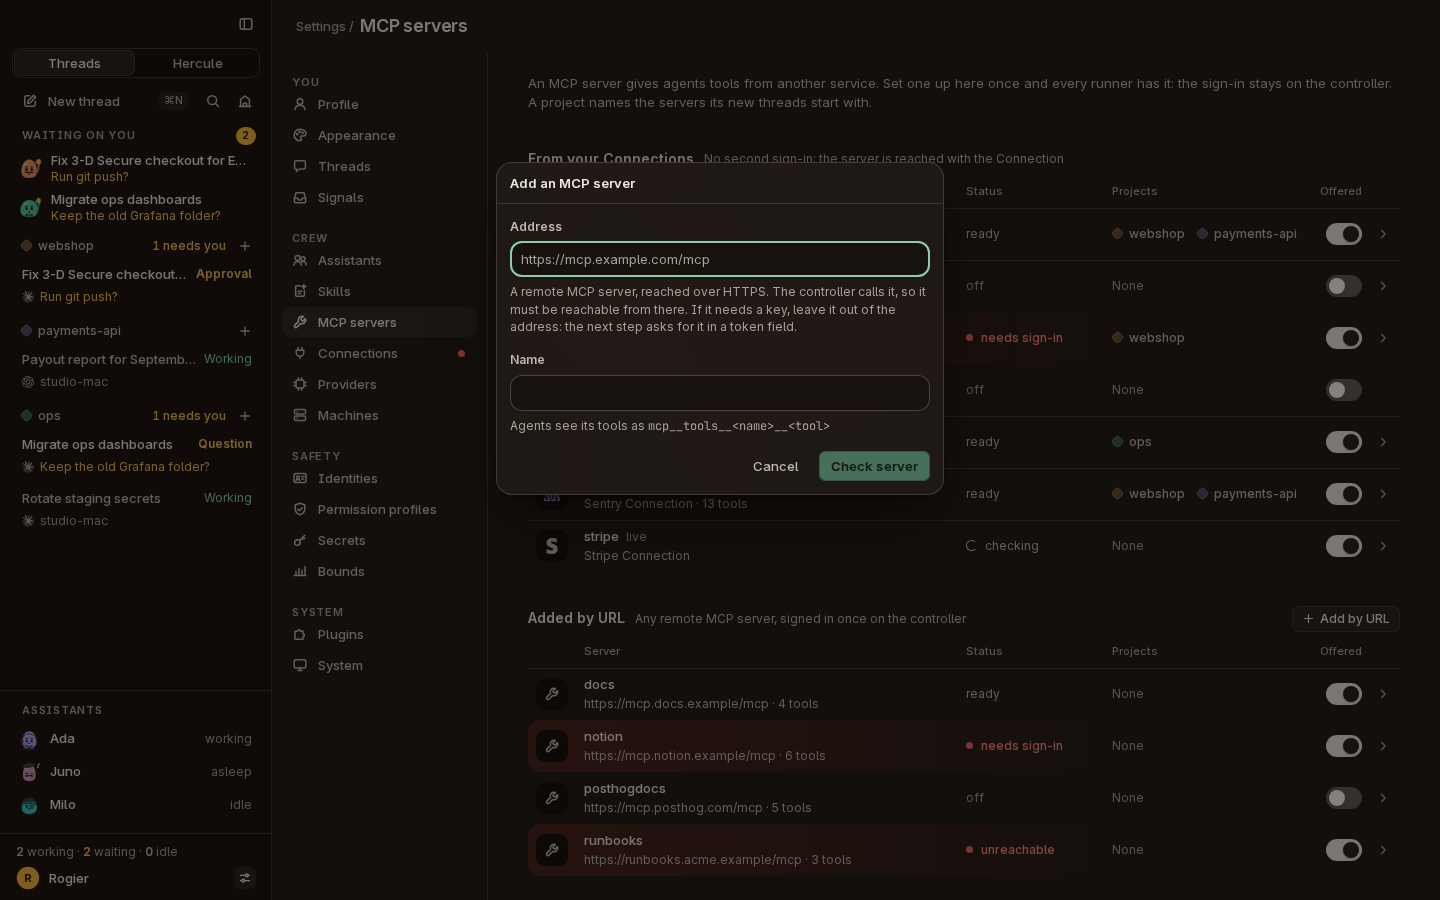 Settings / MCP servers
Threads
Hercule
New thread
⌘N
WAITING ON YOU
2
Fix 3-D Secure checkout for E…
Run git push?
Migrate ops dashboards
Keep the old Grafana folder?
webshop
1 needs you
Fix 3-D Secure checkout…
Approval
Run git push?
payments-api
Payout report for Septemb…
Working
studio-mac
ops
1 needs you
Migrate ops dashboards
Question
Keep the old Grafana folder?
Rotate staging secrets
Working
studio-mac
ASSISTANTS
Ada
working
Juno
asleep
Milo
idle
2 working · 2 waiting · 0 idle
R
Rogier
YOU
Profile
Appearance
Threads
Signals
CREW
Assistants
Skills
MCP servers
Connections
Providers
Machines
SAFETY
Identities
Permission profiles
Secrets
Bounds
SYSTEM
Plugins
System
An MCP server gives agents tools from another service. Set one up here once and every runner has it: the sign-in stays on the controller.
A project names the servers its new threads start with.
From your Connections
No second sign-in: the server is reached with the Connection
Status
Projects
Offered
ready
webshop
payments-api
off
None
needs sign-in
webshop
off
None
ready
ops
Sentry Connection · 13 tools
ready
webshop
payments-api
stripe live
Stripe Connection
checking
None
Add an MCP server
Address
https://mcp.example.com/mcp
A remote MCP server, reached over HTTPS. The controller calls it, so it
must be reachable from there. If it needs a key, leave it out of the
address: the next step asks for it in a token field.
Name
Agents see its tools as mcp__tools__<name>__<tool>
Cancel
Check server
Added by URL
Any remote MCP server, signed in once on the controller
Add by URL
Server
Status
Projects
Offered
docs
https://mcp.docs.example/mcp · 4 tools
ready
None
notion
https://mcp.notion.example/mcp · 6 tools
needs sign-in
None
posthogdocs
https://mcp.posthog.com/mcp · 5 tools
off
None
runbooks
https://runbooks.acme.example/mcp · 3 tools
unreachable
None